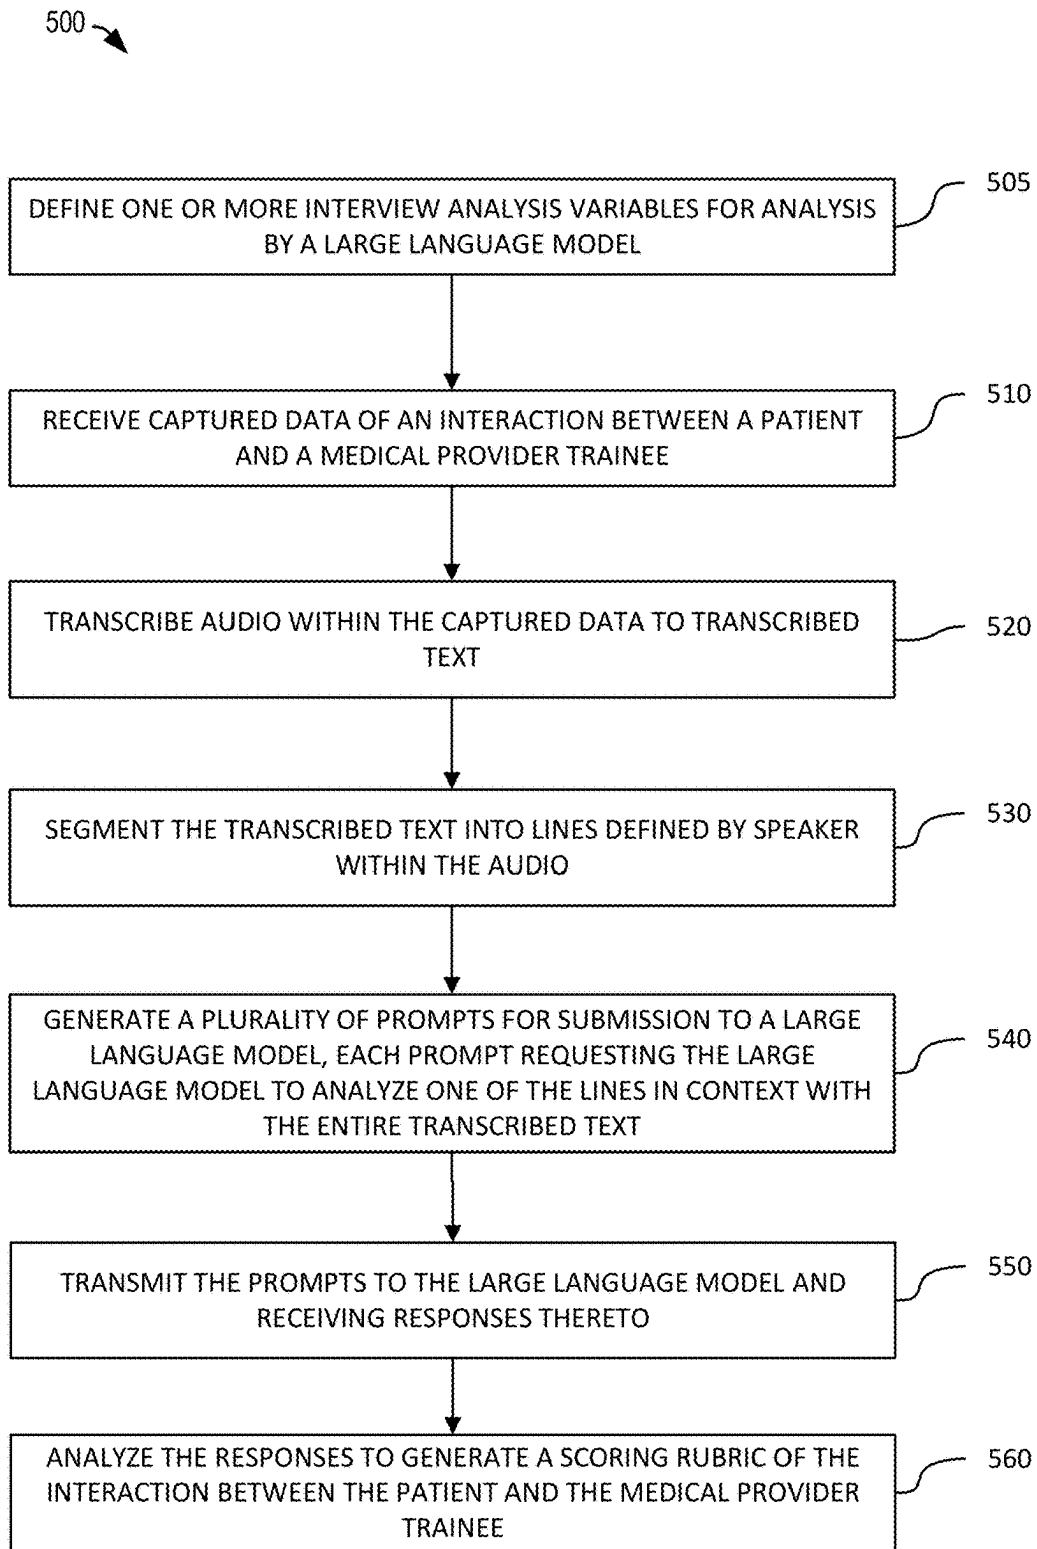 500
505
DEFINE ONE OR MORE INTERVIEW ANALYSIS VARIABLES FOR ANALYSIS
BY A LARGE LANGUAGE MODEL
510
RECEIVE CAPTURED DATA OF AN INTERACTION BETWEEN A PATIENT
AND A MEDICAL PROVIDER TRAINEE
520
TRANSCRIBE AUDIO WITHIN THE CAPTURED DATA TO TRANSCRIBED
TEXT
530
SEGMENT THE TRANSCRIBED TEXT INTO LINES DEFINED BY SPEAKER
WITHIN THE AUDIO
540
GENERATE A PLURALITY OF PROMPTS FOR SUBMISSION TO A LARGE
LANGUAGE MODEL, EACH PROMPT REQUESTING THE LARGE
LANGUAGE MODEL TO ANALYZE ONE OF THE LINES IN CONTEXT WITH
THE ENTIRE TRANSCRIBED TEXT
550
TRANSMIT THE PROMPTS TO THE LARGE LANGUAGE MODEL AND
RECEIVING RESPONSES THERETO
560
ANALYZE THE RESPONSES TO GENERATE A SCORING RUBRIC OF THE
INTERACTION BETWEEN THE PATIENT AND THE MEDICAL PROVIDER
TRAINEE